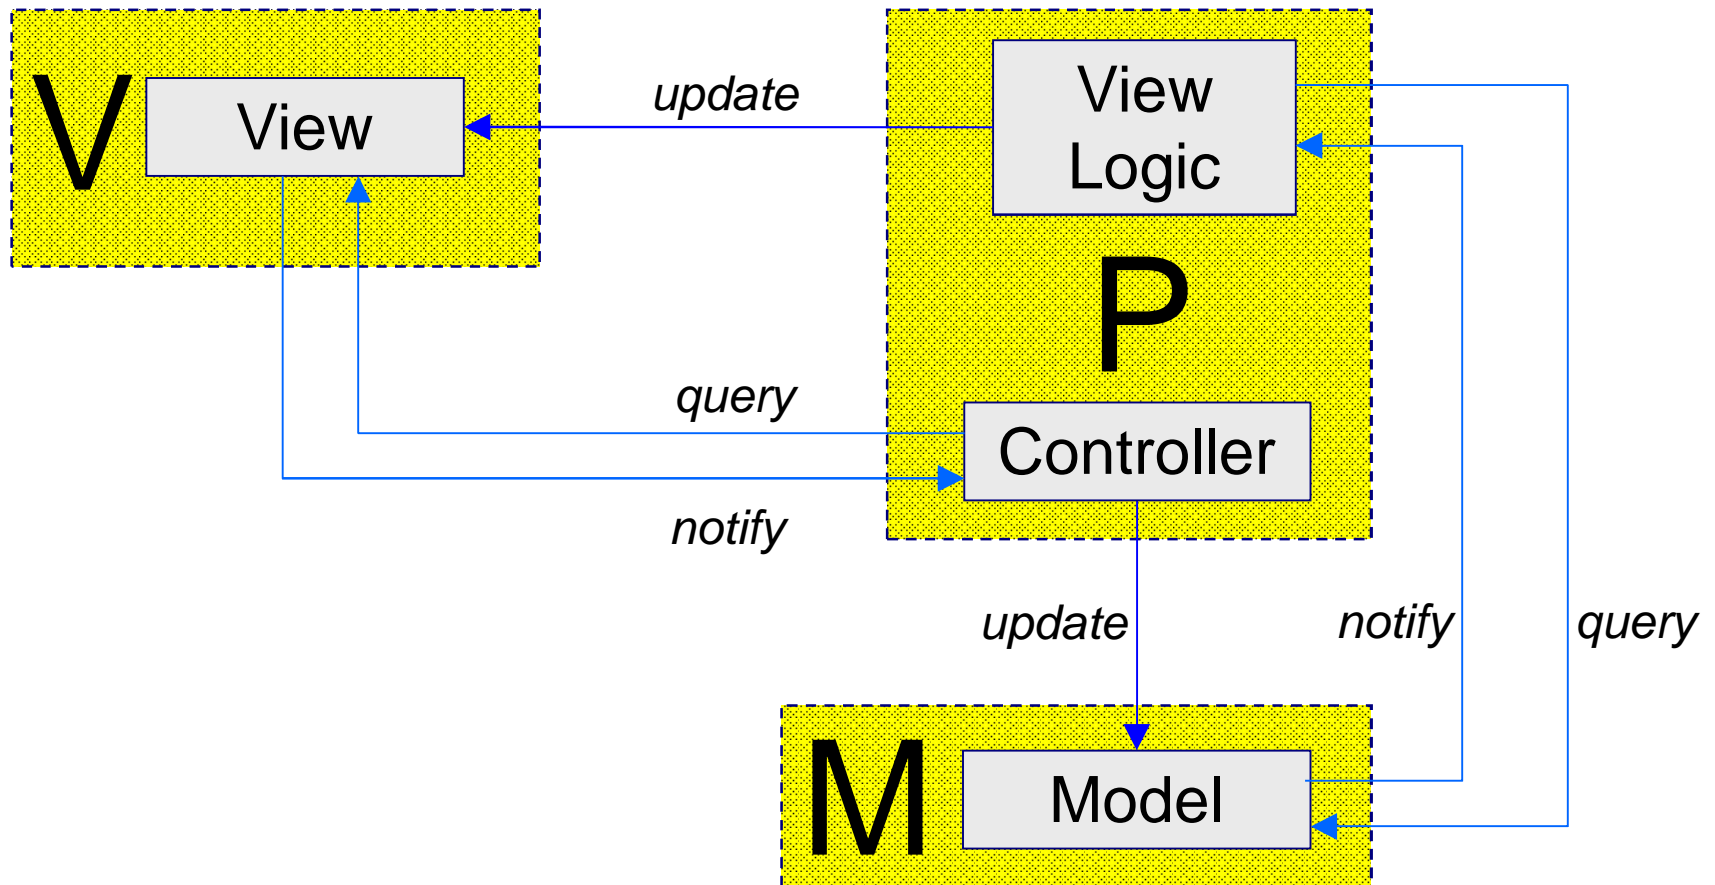 V
View
update
View
Logic
P
query
Controller
notify
update
notify
query
M
Model